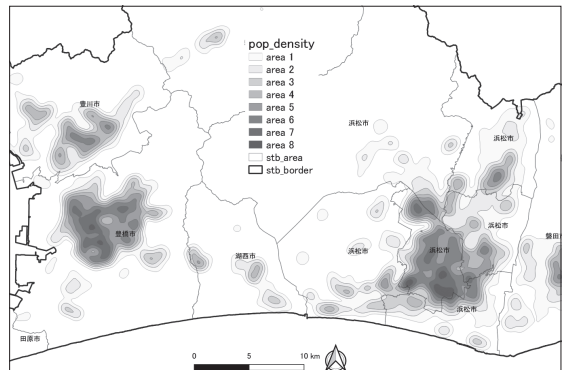 pop_density
area 1
area 2
area 3
area 4
area 5
area 6
area 7
area 8
stb_area
stb_border
豊川市
浜松市
浜松市
豊橋市
浜松市
磐田
湖西市
浜松市
浜松市
浜松市
田原市
0 5 10 km